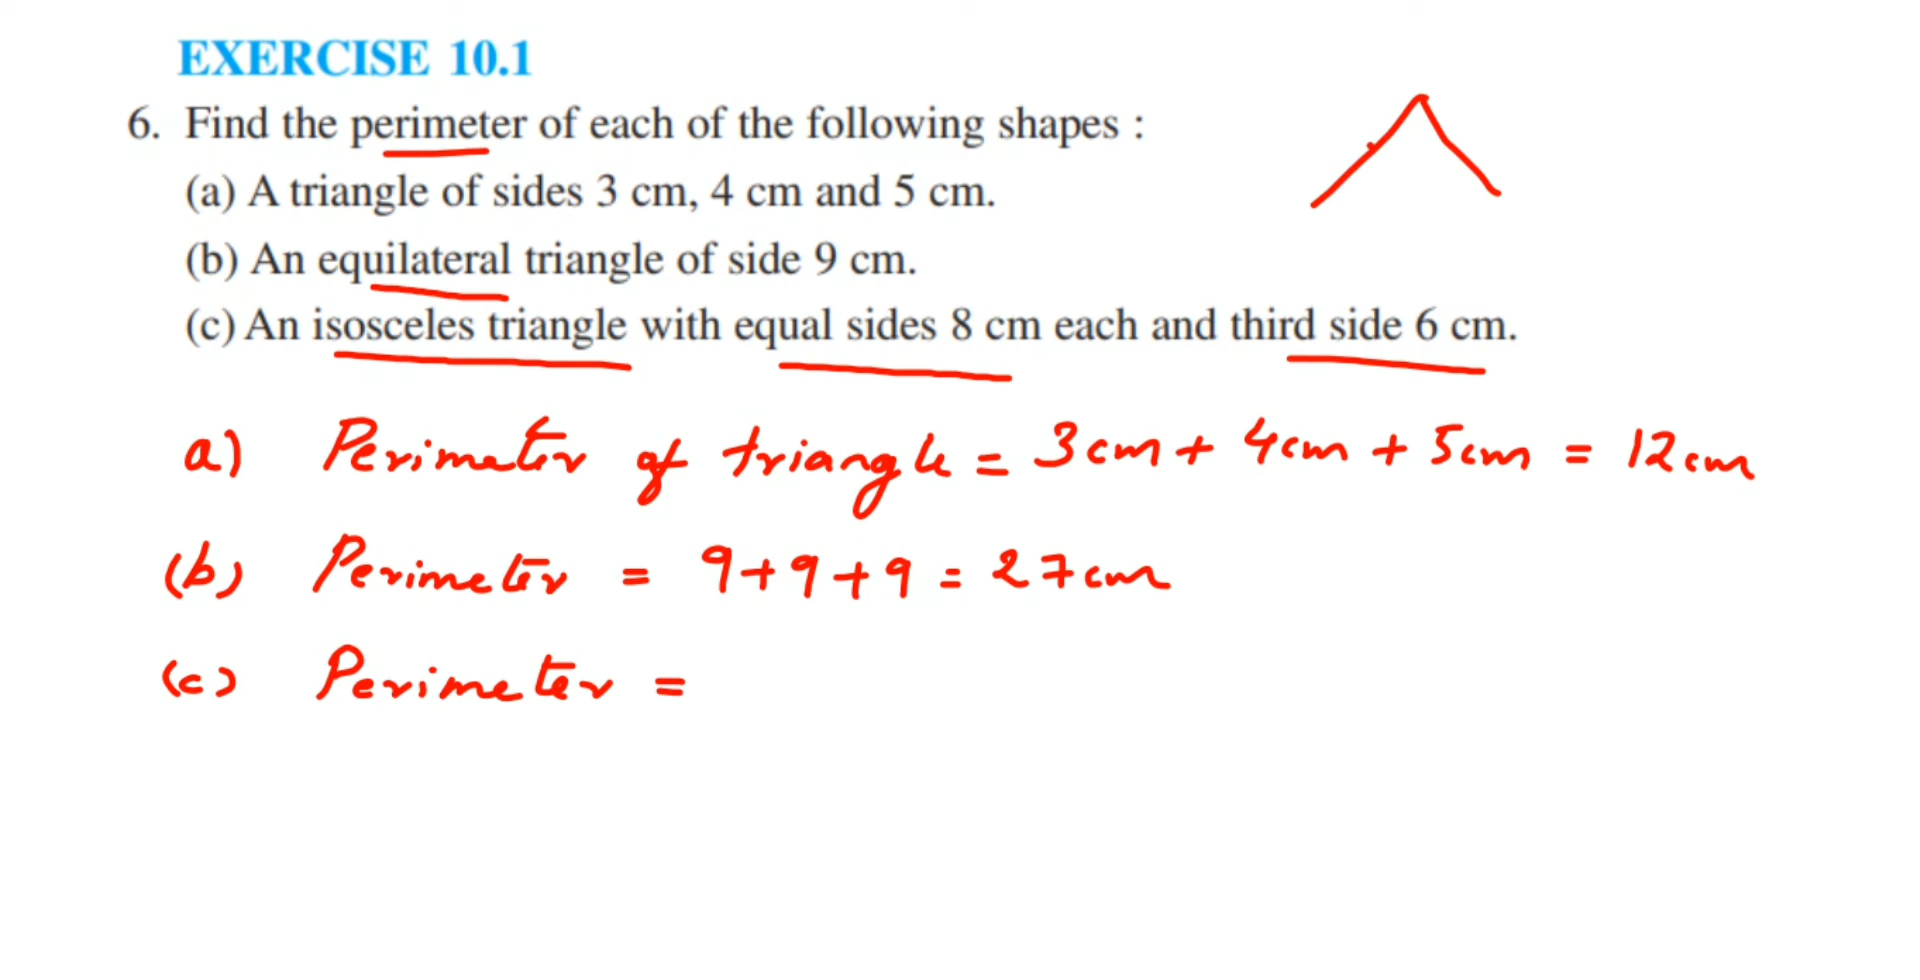 EXERCISE 10.1
6. Find the perimeter of each of the following shapes :
(a) A triangle of sides 3 cm, 4 cm and 5 cm.
(b) An equilateral triangle of side 9 cm.
(c) An isosceles triangle with equal sides 8 cm each and third side 6 cm.
a) Perimeter of triangle = 3cm + 4cm + 5cm = 12cm
(b) Perimeter = 9+9+9 = 27cm
(c) Perimeter =